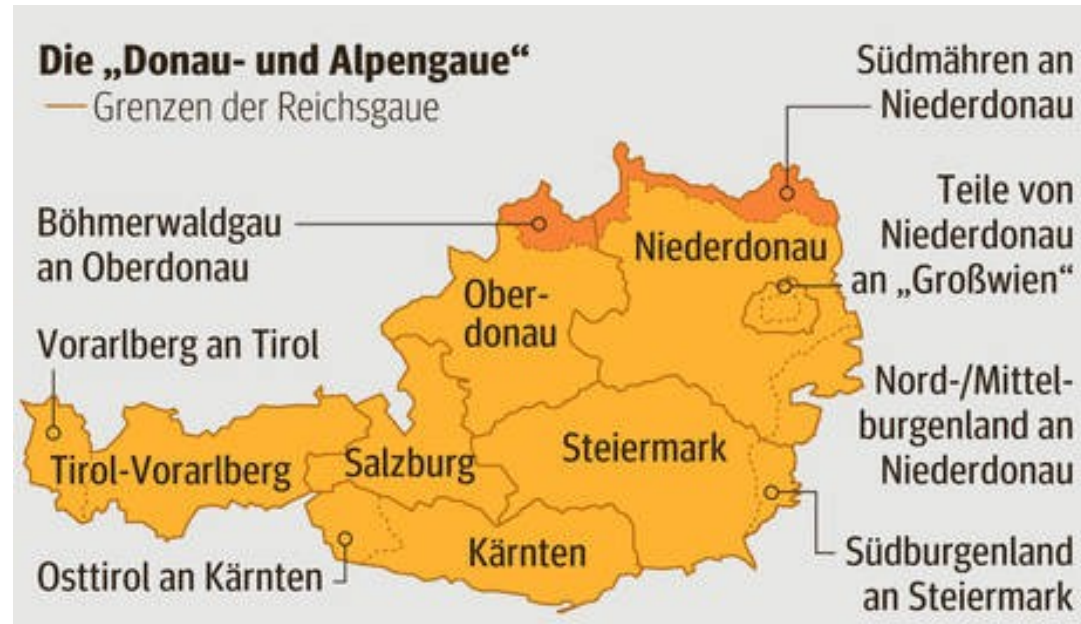 Die „Donau- und Alpengaue“
Grenzen der Reichsgaue
Südmähren an
Niederdonau
Teile von
Niederdonau
an „Großwien“
Böhmerwaldgau
an Oberdonau
Niederdonau
Ober-
donau
Vorarlberg an Tirol
Nord-/Mittel-
burgenland an
Niederdonau
Tirol-Vorarlberg
Salzburg
Steiermark
Kärnten
Osttirol an Kärnten
Südburgenland
an Steiermark